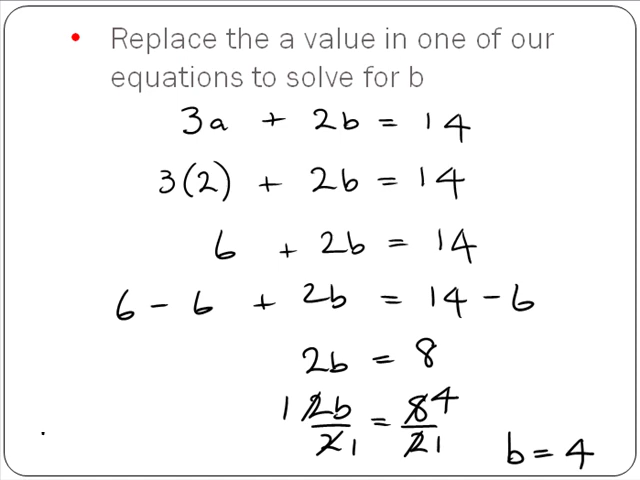 • Replace the a value in one of our
equations to solve for b
3a + 2b = 14
3(2) + 2b = 14
6 + 2b = 14
6 - 6 + 2b = 14 - 6
2b = 8
1 2b/2 1 = 8 4/2 1
b = 4